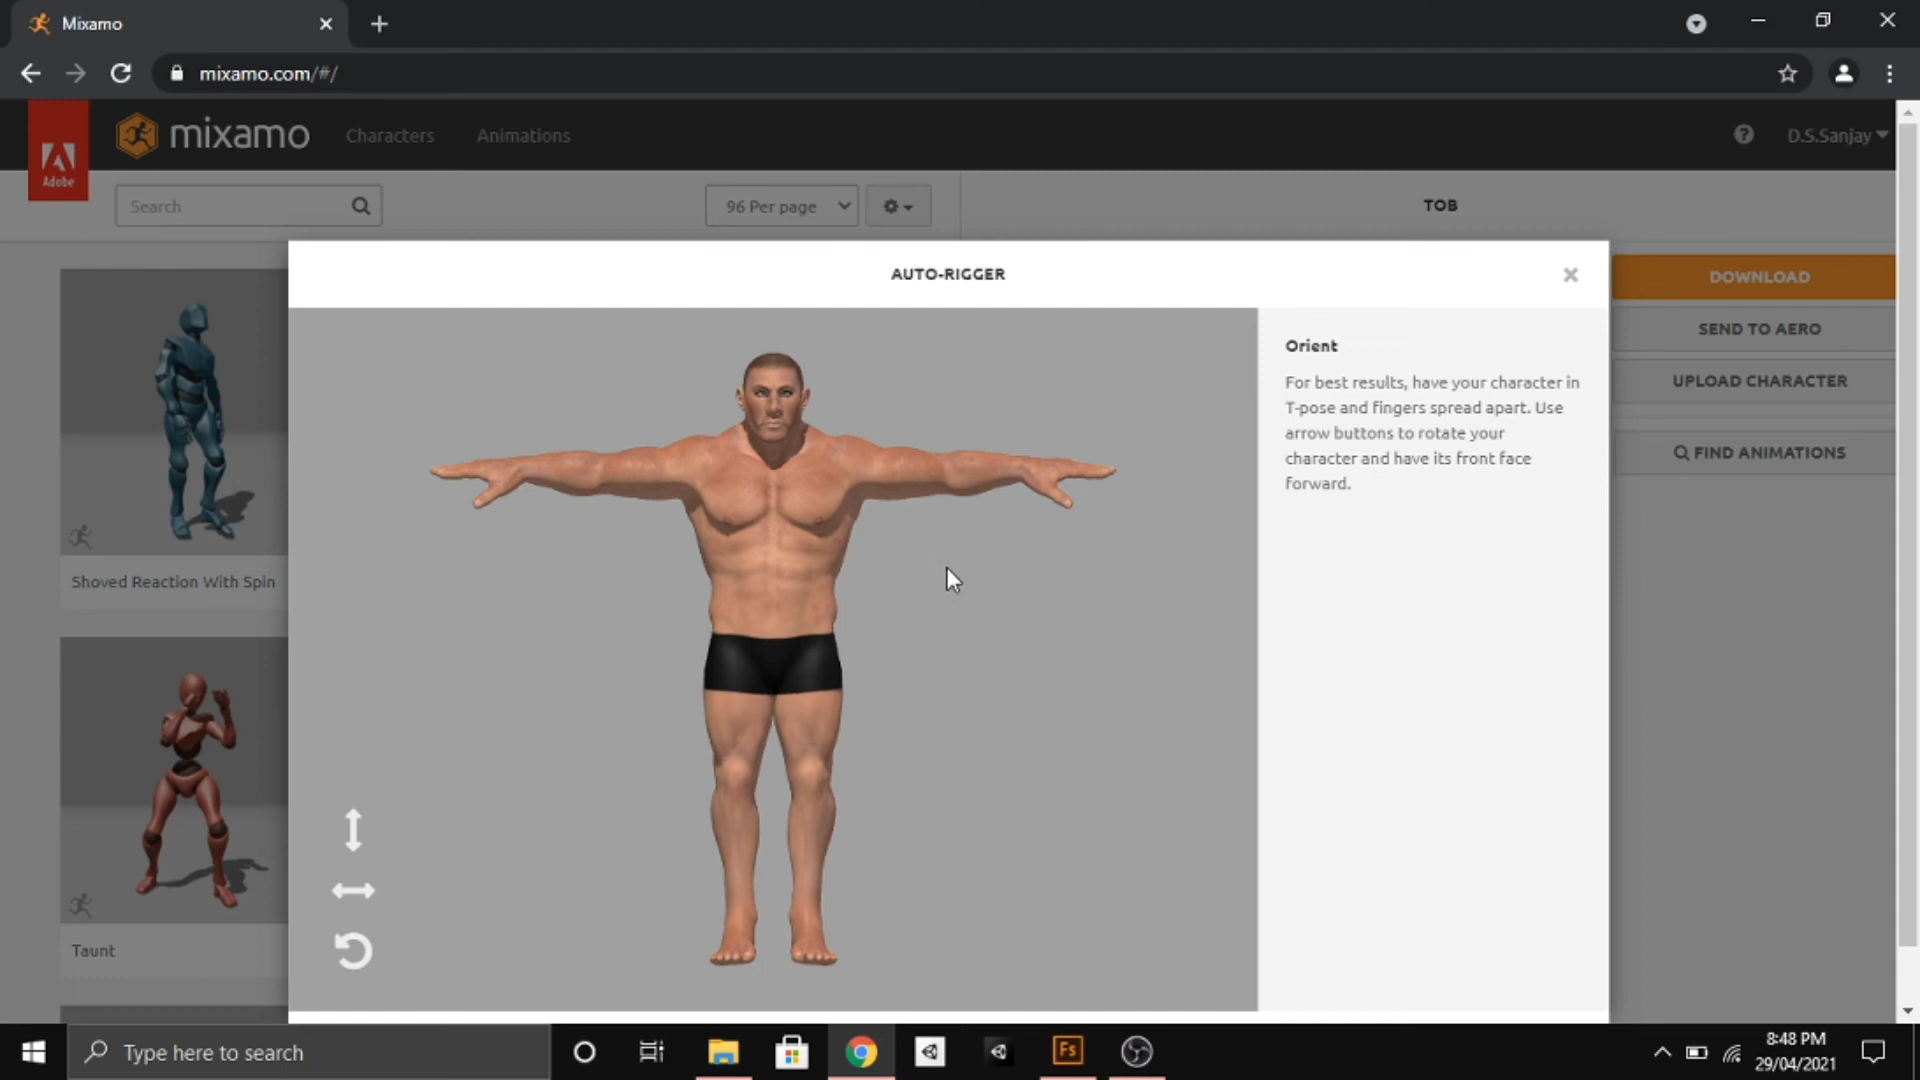 Mixamo
mixamo.com/#/
Adobe
mixamo
Characters
Animations
D.S.Sanjay
Search
96 Per page
TOB
AUTO-RIGGER
DOWNLOAD
SEND TO AERO
UPLOAD CHARACTER
FIND ANIMATIONS
Orient
For best results, have your character in
T-pose and fingers spread apart. Use
arrow buttons to rotate your
character and have its front face
forward.
Shoved Reaction With Spin
Taunt
Type here to search
Fs
8:48 PM
29/04/2021